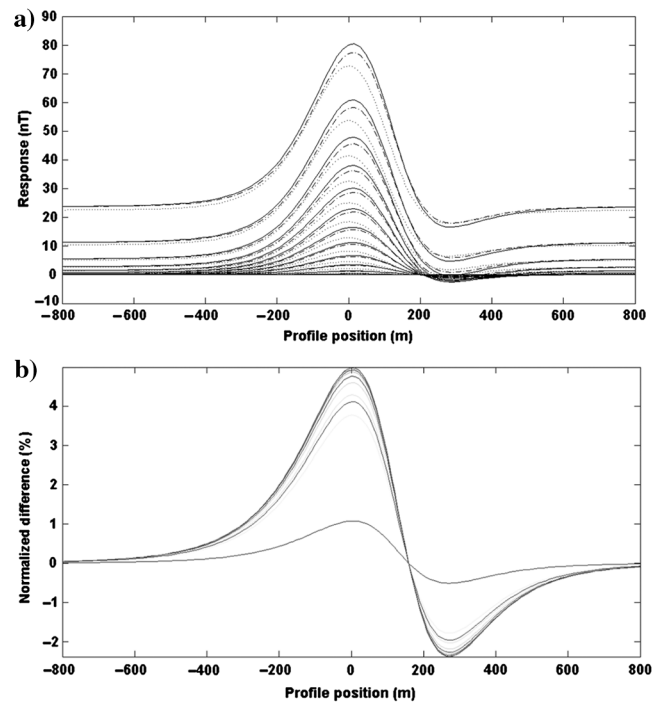 a)
90
80
70
60
50
40
30
20
10
0
−10
Response (nT)
−800 −600 −400 −200 0 200 400 600 800
Profile position (m)
b)
4
3
2
1
0
−1
−2
Normalized difference (%)
−800 −600 −400 −200 0 200 400 600 800
Profile position (m)